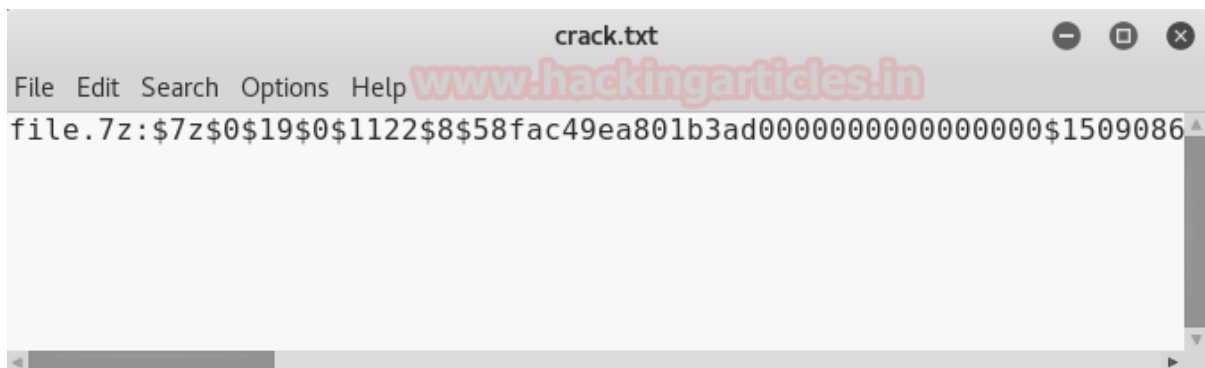 crack.txt
File Edit Search Options Help
www.hackingarticles.in
file.7z:$7z$0$19$0$1122$8$58fac49ea801b3ad0000000000000000$1509086